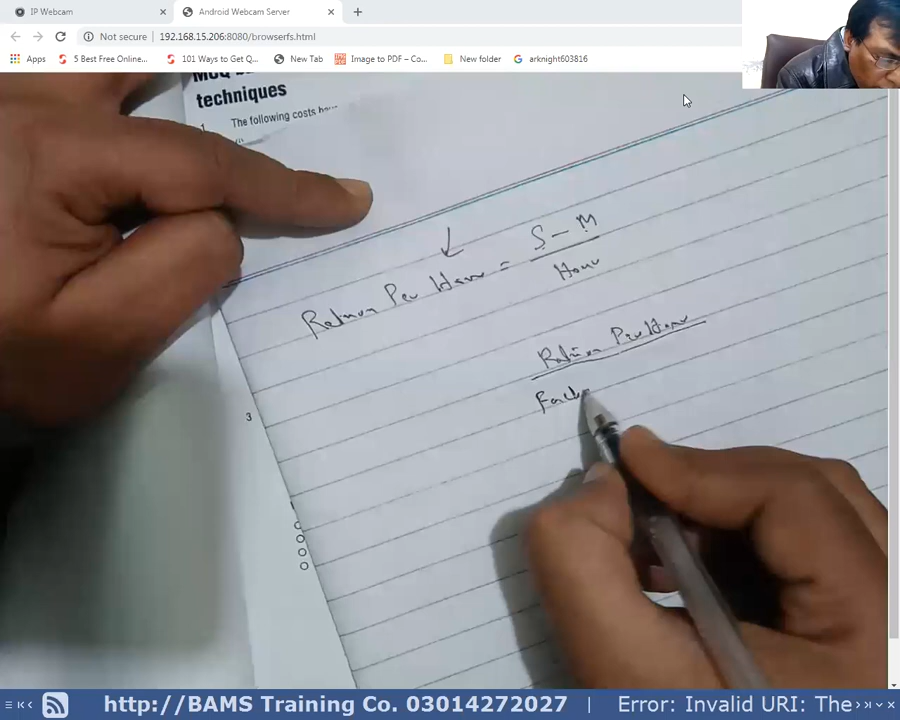 IP Webcam × Android Webcam Server × +
Not secure | 192.168.15.206:8080/browserfs.html
Apps 5 Best Free Online... 101 Ways to Get Q... New Tab Image to PDF – Co... New folder arknight603816
techniques
1 The following costs hav
Return Per Hour = S - M
Hour
Return Per Hour
3
http://BAMS Training Co. 03014272027 | Error: Invalid URI: The